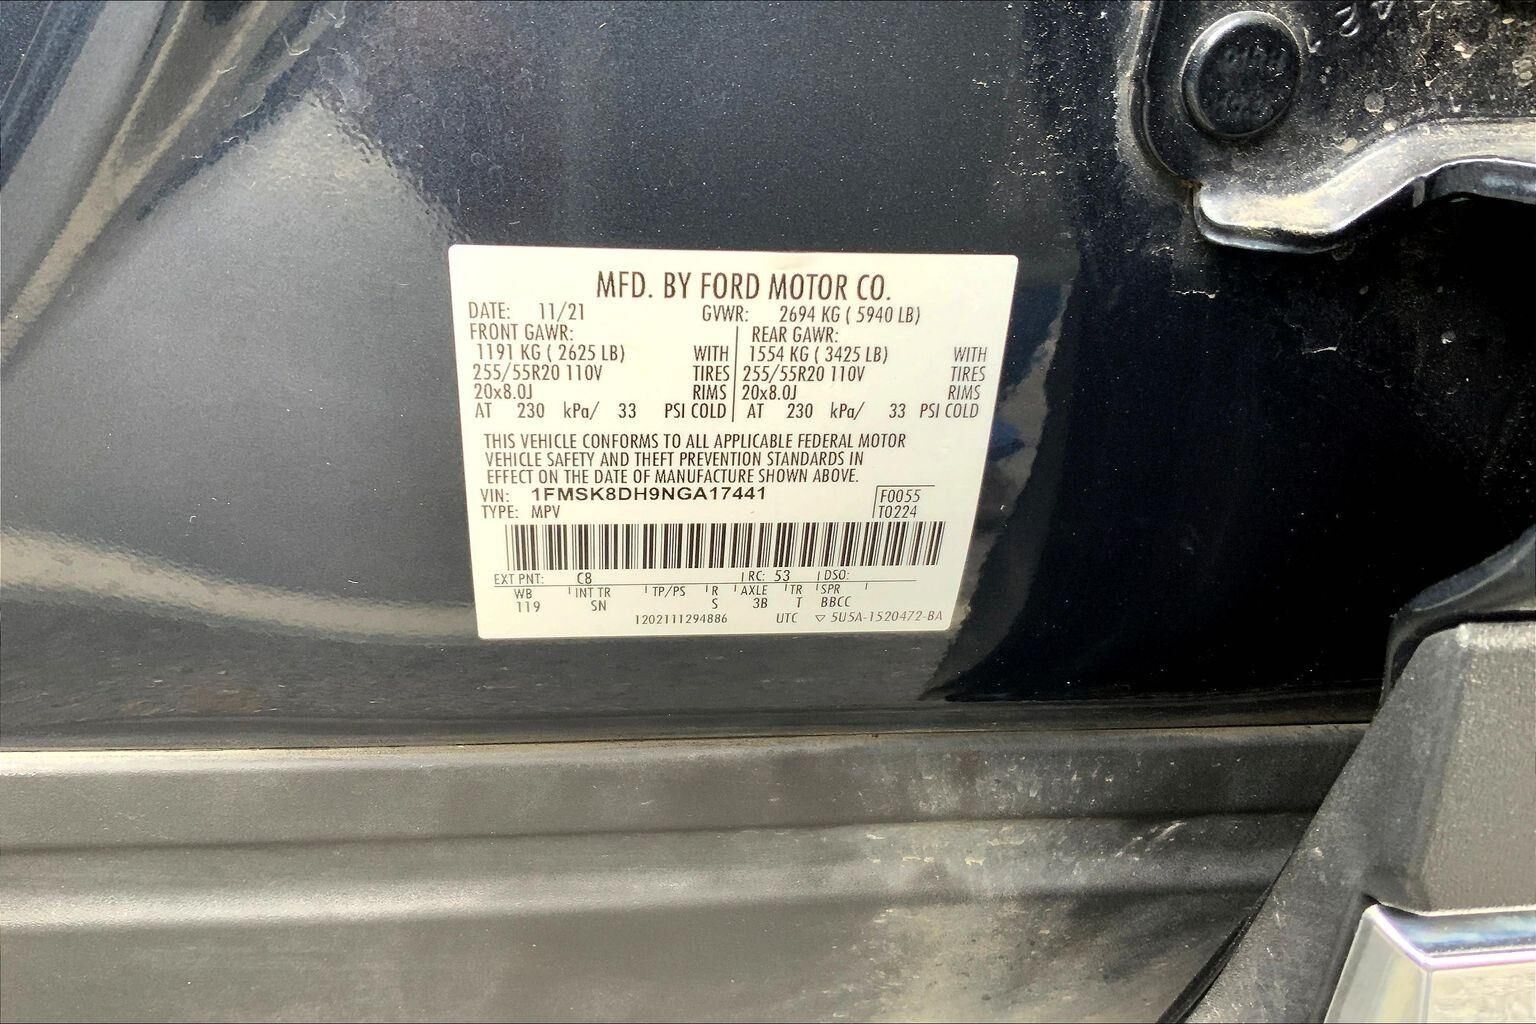 MFD. BY FORD MOTOR CO.
DATE: 11/21 GVWR: 2694 KG ( 5940 LB)
FRONT GAWR: REAR GAWR:
1191 KG ( 2625 LB) WITH 1554 KG ( 3425 LB) WITH
255/55R20 110V TIRES 255/55R20 110V TIRES
20x8.0J RIMS 20x8.0J RIMS
AT 230 kPa/ 33 PSI COLD AT 230 kPa/ 33 PSI COLD
THIS VEHICLE CONFORMS TO ALL APPLICABLE FEDERAL MOTOR
VEHICLE SAFETY AND THEFT PREVENTION STANDARDS IN
EFFECT ON THE DATE OF MANUFACTURE SHOWN ABOVE.
VIN: 1FMSK8DH9NGA17441 F0055
TYPE: MPV T0224
EXT PNT: C8 RC: 53 DSO:
WB INT TR TP/PS R AXLE TR SPR
119 SN S 3B T BBCC
1202111294886 UTC ▽ 5U5A-1520472-BA